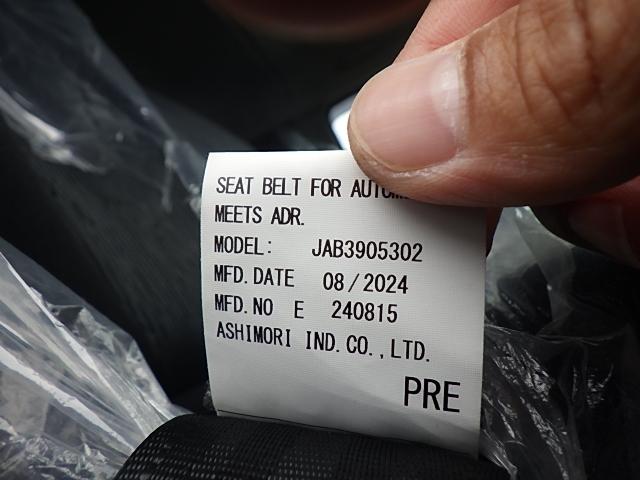 SEAT BELT FOR
MEETS ADR.
MODEL: JAB3905302
MFD.DATE 08/2024
MFD.NO E 240815
ASHIMORI IND.CO.,LTD.
PRE